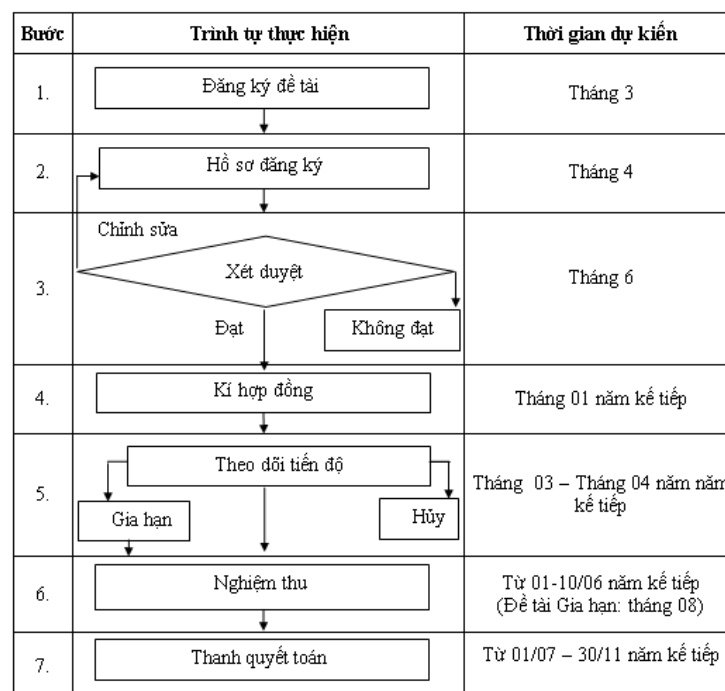 Bước Trình tự thực hiện Thời gian dự kiến
1. Đăng ký đề tài Tháng 3
2. Hồ sơ đăng ký Tháng 4
Chỉnh sửa
3. Xét duyệt Tháng 6
Đạt Không đạt
4. Kí hợp đồng Tháng 01 năm kế tiếp
5. Theo dõi tiến độ Tháng 03 – Tháng 04 năm năm
kế tiếp
Gia hạn Hủy
6. Nghiệm thu Từ 01-10/06 năm kế tiếp
(Đề tài Gia hạn: tháng 08)
7. Thanh quyết toán Từ 01/07 – 30/11 năm kế tiếp